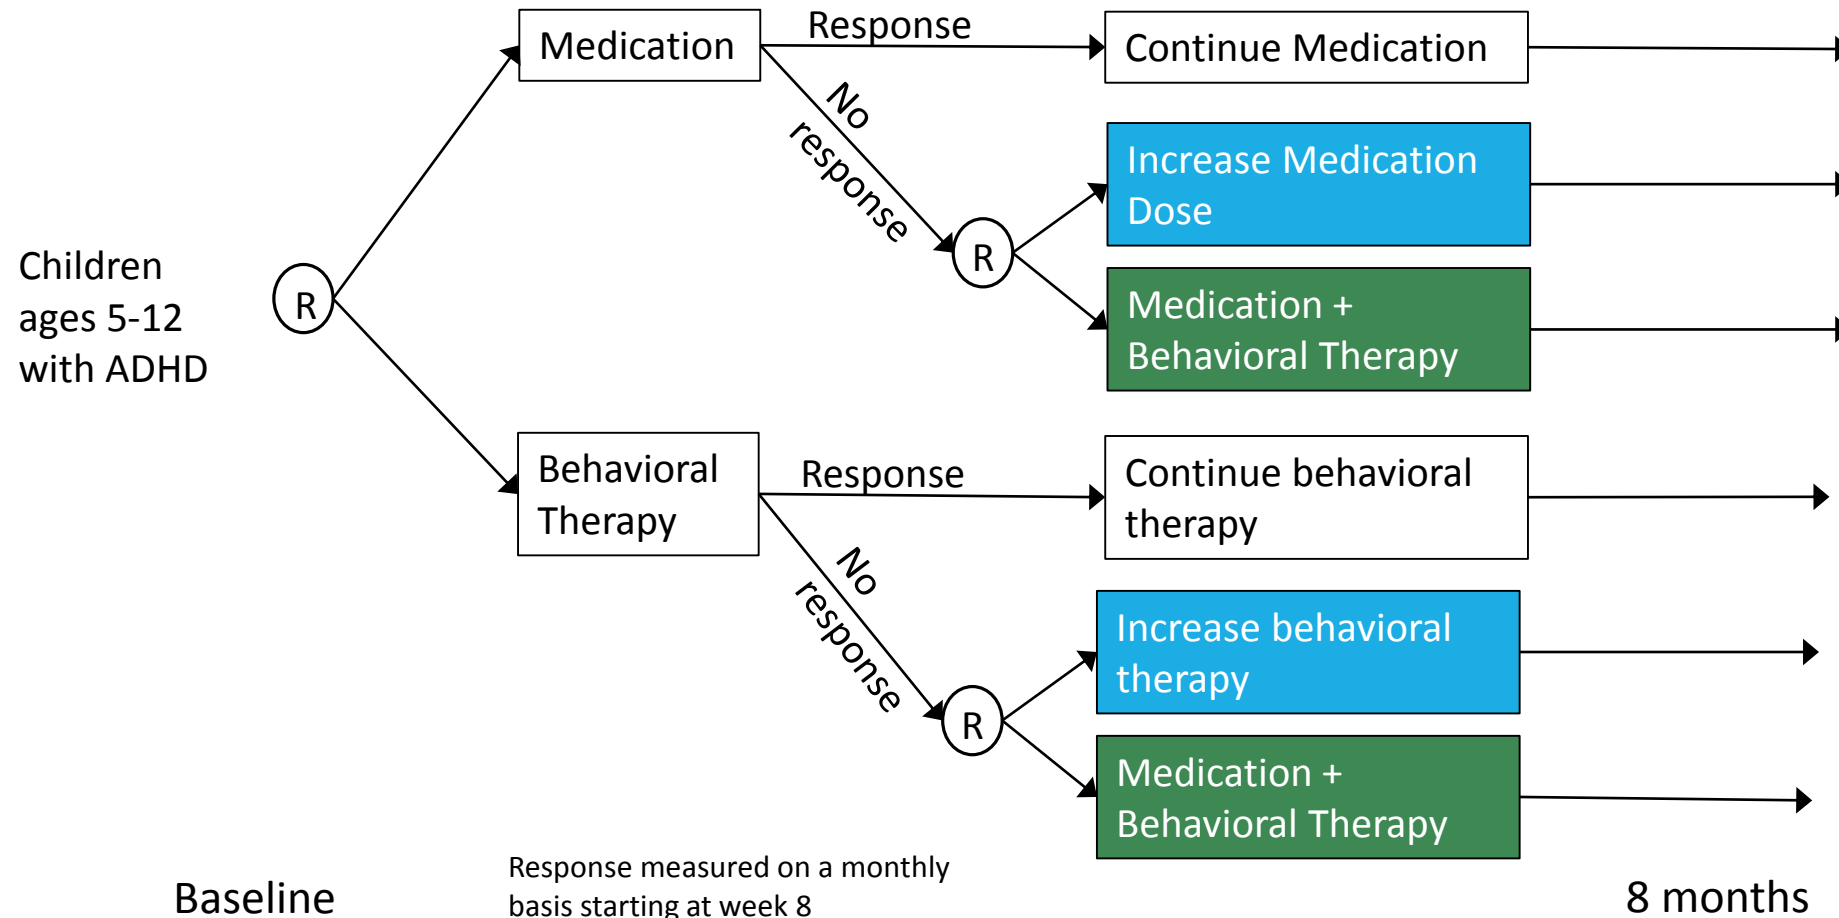 Children
ages 5-12
with ADHD
R
Medication
Response
Continue Medication
No
response
R
Increase Medication
Dose
Medication +
Behavioral Therapy
Behavioral
Therapy
Response
Continue behavioral
therapy
No
response
R
Increase behavioral
therapy
Medication +
Behavioral Therapy
Baseline
Response measured on a monthly
basis starting at week 8
8 months